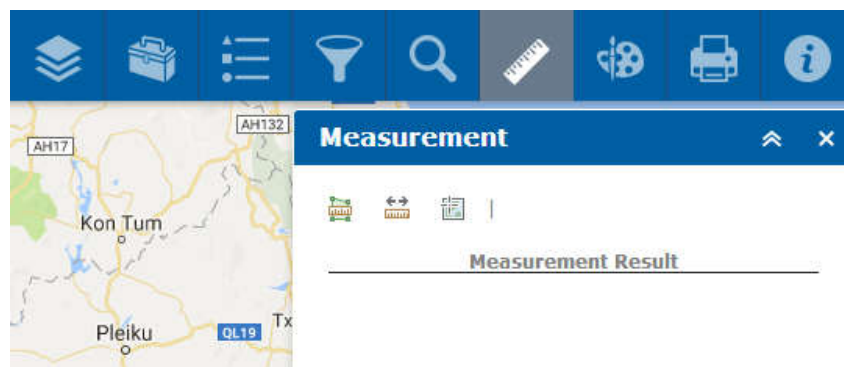 AH132
AH17
Measurement
Kon Tum
Measurement Result
Pleiku
QL19
Tx